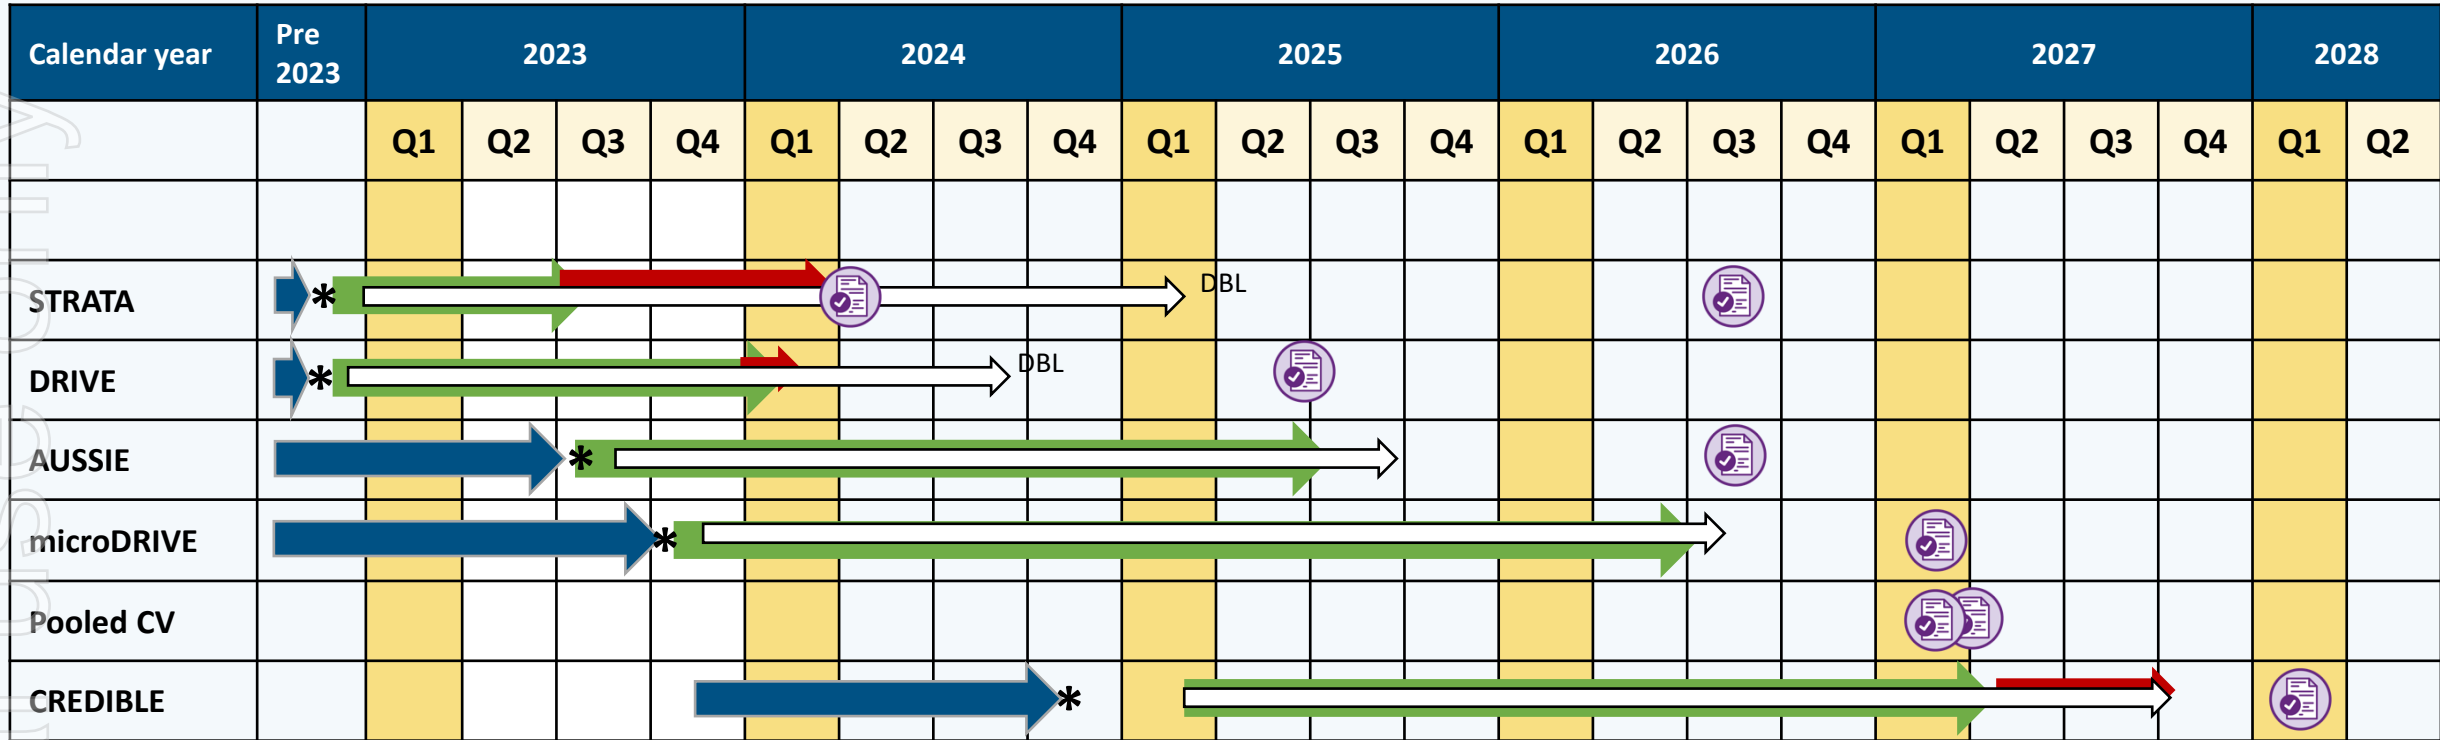 Calendar year Pre 2023 2023 2024 2025 2026 2027 2028
Q1 Q2 Q3 Q4 Q1 Q2 Q3 Q4 Q1 Q2 Q3 Q4 Q1 Q2 Q3 Q4 Q1 Q2 Q3 Q4 Q1 Q2
STRATA * DBL
DRIVE * DBL
AUSSIE *
microDRIVE *
Pooled CV
CREDIBLE *